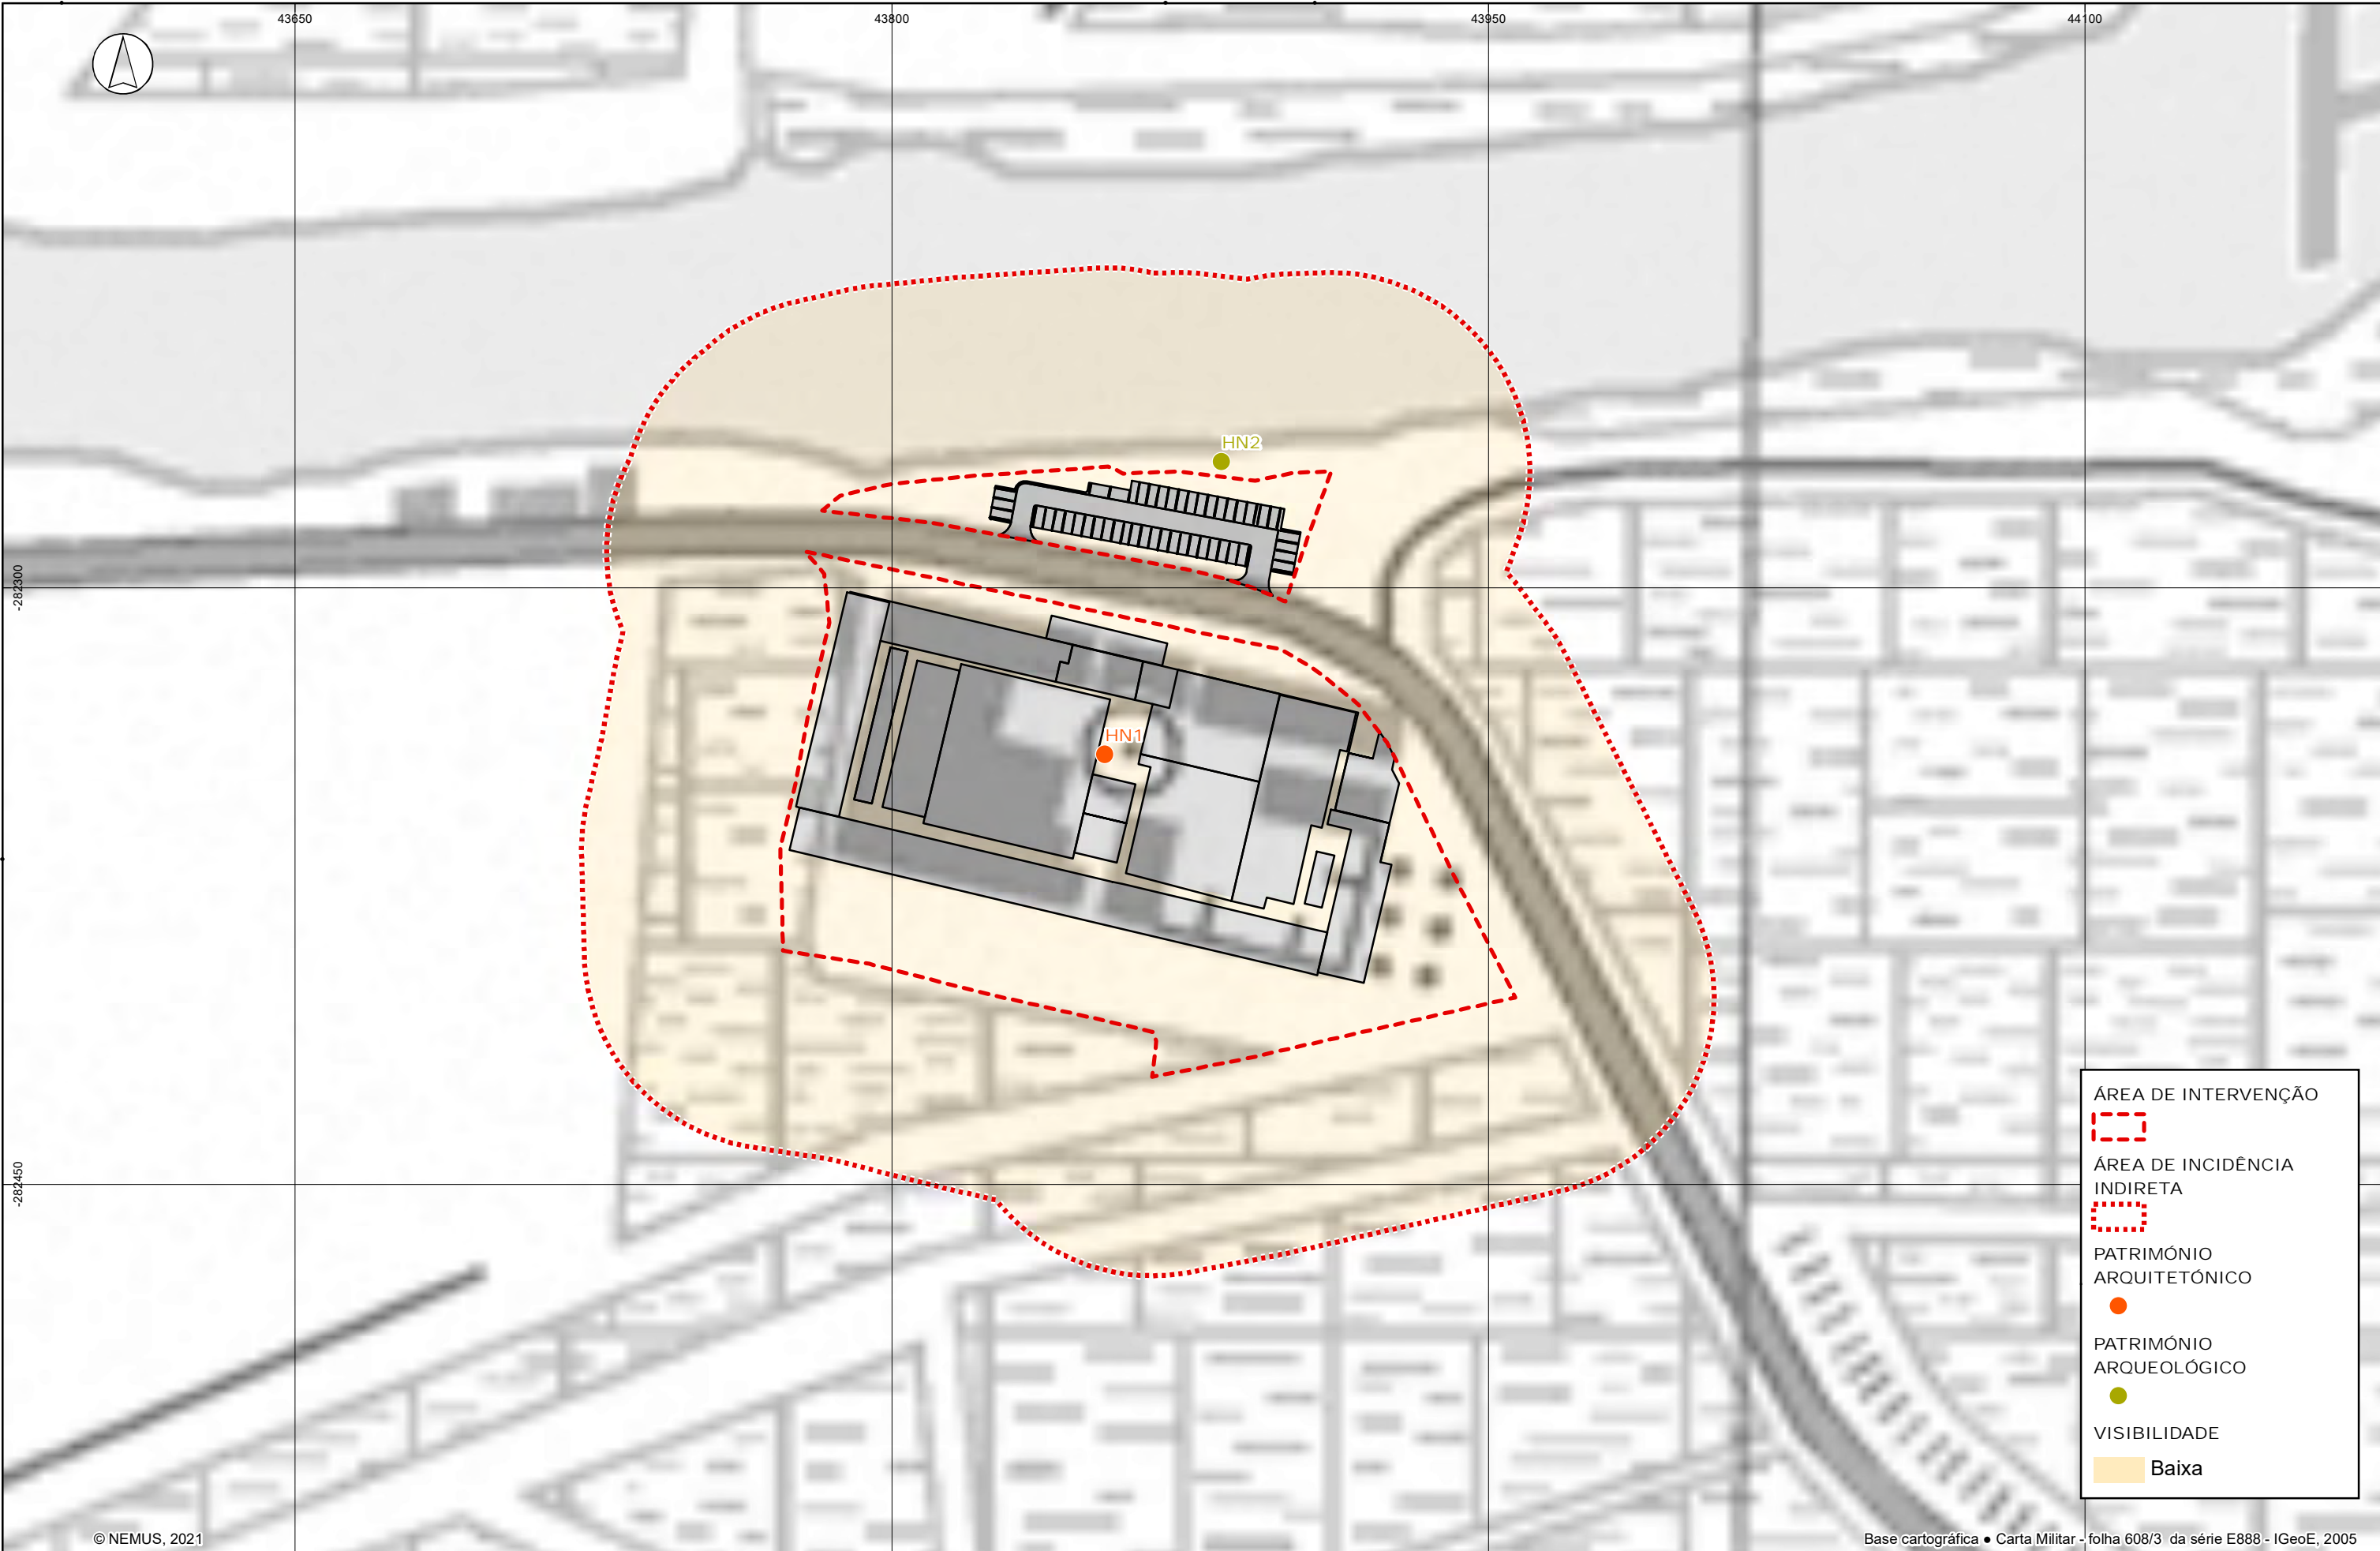 43650
43800
43950
44100
-282300
-282450
HN2
HN1
ÁREA DE INTERVENÇÃO
ÁREA DE INCIDÊNCIA
INDIRETA
PATRIMÓNIO
ARQUITETÓNICO
PATRIMÓNIO
ARQUEOLÓGICO
VISIBILIDADE
Baixa
© NEMUS, 2021
Base cartográfica ● Carta Militar - folha 608/3 da série E888 - IGeoE, 2005